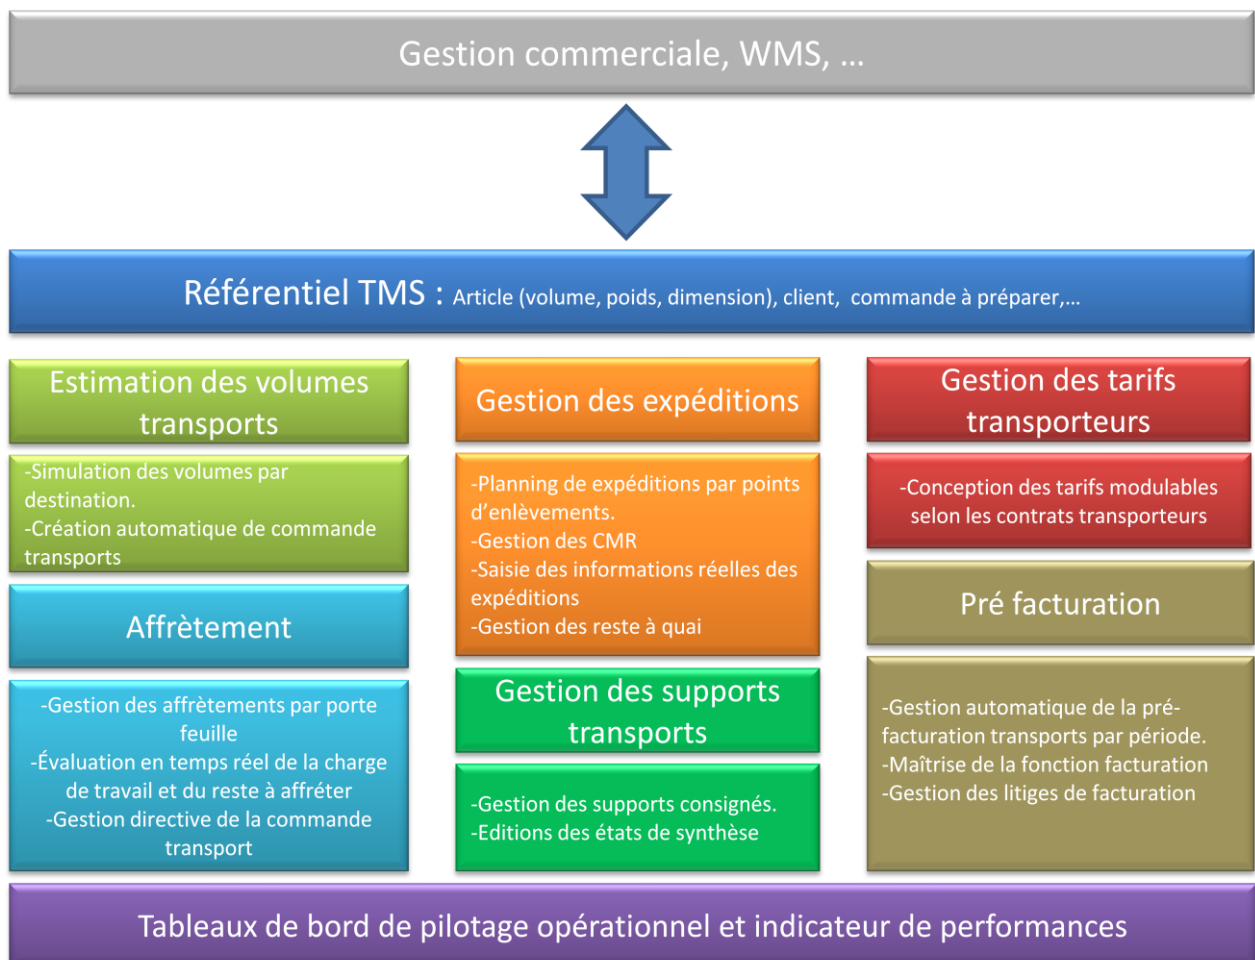 Gestion commerciale, WMS, ...
Référentiel TMS : Article (volume, poids, dimension), client, commande à préparer,...
Estimation des volumes
transports
-Simulation des volumes par
destination.
-Création automatique de commande
transports
Affrètement
-Gestion des affrètements par porte
feuille
-Évaluation en temps réel de la charge
de travail et du reste à affréter
-Gestion directive de la commande
transport
Gestion des expéditions
-Planning de expéditions par points
d'enlèvements.
-Gestion des CMR
-Saisie des informations réelles des
expéditions
-Gestion des reste à quai
Gestion des supports
transports
-Gestion des supports consignés.
-Editions des états de synthèse
Gestion des tarifs
transporteurs
-Conception des tarifs modulables
selon les contrats transporteurs
Pré facturation
-Gestion automatique de la pré-
facturation transports par période.
-Maîtrise de la fonction facturation
-Gestion des litiges de facturation
Tableaux de bord de pilotage opérationnel et indicateur de performances